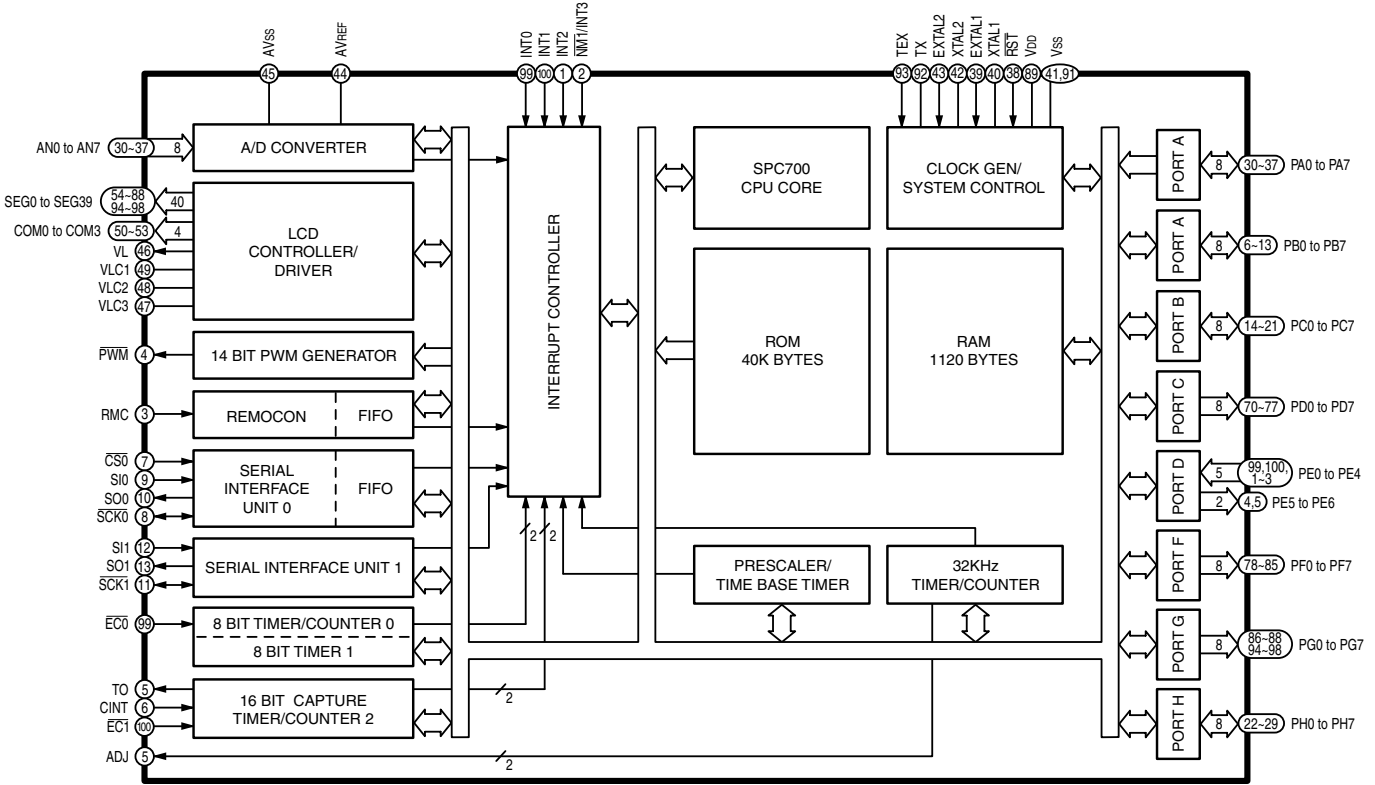 AVSS
AVREF
INT0
INT1
INT2
NM1/INT3
TEX
TX
EXTAL2
XTAL2
EXTAL1
XTAL1
RST
VDD
VSS
45
44
99
100
1
2
93
92
43
42
39
40
38
89
41,91
AN0 to AN7
30~37
8
A/D CONVERTER
SEG0 to SEG39
54~88
94~98
40
COM0 to COM3
50~53
4
VL
46
VLC1
49
VLC2
48
VLC3
47
LCD
CONTROLLER/
DRIVER
PWM
4
14 BIT PWM GENERATOR
RMC
3
REMOCON
FIFO
CS0
7
SI0
9
SO0
10
SCK0
8
SERIAL
INTERFACE
UNIT 0
FIFO
SI1
12
SO1
13
SCK1
11
SERIAL INTERFACE UNIT 1
EC0
99
8 BIT TIMER/COUNTER 0
8 BIT TIMER 1
TO
5
CINT
6
EC1
100
16 BIT CAPTURE
TIMER/COUNTER 2
2
ADJ
5
2
INTERRUPT CONTROLLER
2
2
SPC700
CPU CORE
CLOCK GEN/
SYSTEM CONTROL
ROM
40K BYTES
RAM
1120 BYTES
PRESCALER/
TIME BASE TIMER
32KHz
TIMER/COUNTER
PORT A
8
30~37
PA0 to PA7
PORT A
8
6~13
PB0 to PB7
PORT B
8
14~21
PC0 to PC7
PORT C
8
70~77
PD0 to PD7
PORT D
5
99,100,
1~3
PE0 to PE4
2
4,5
PE5 to PE6
PORT F
8
78~85
PF0 to PF7
PORT G
8
86~88
94~98
PG0 to PG7
PORT H
8
22~29
PH0 to PH7